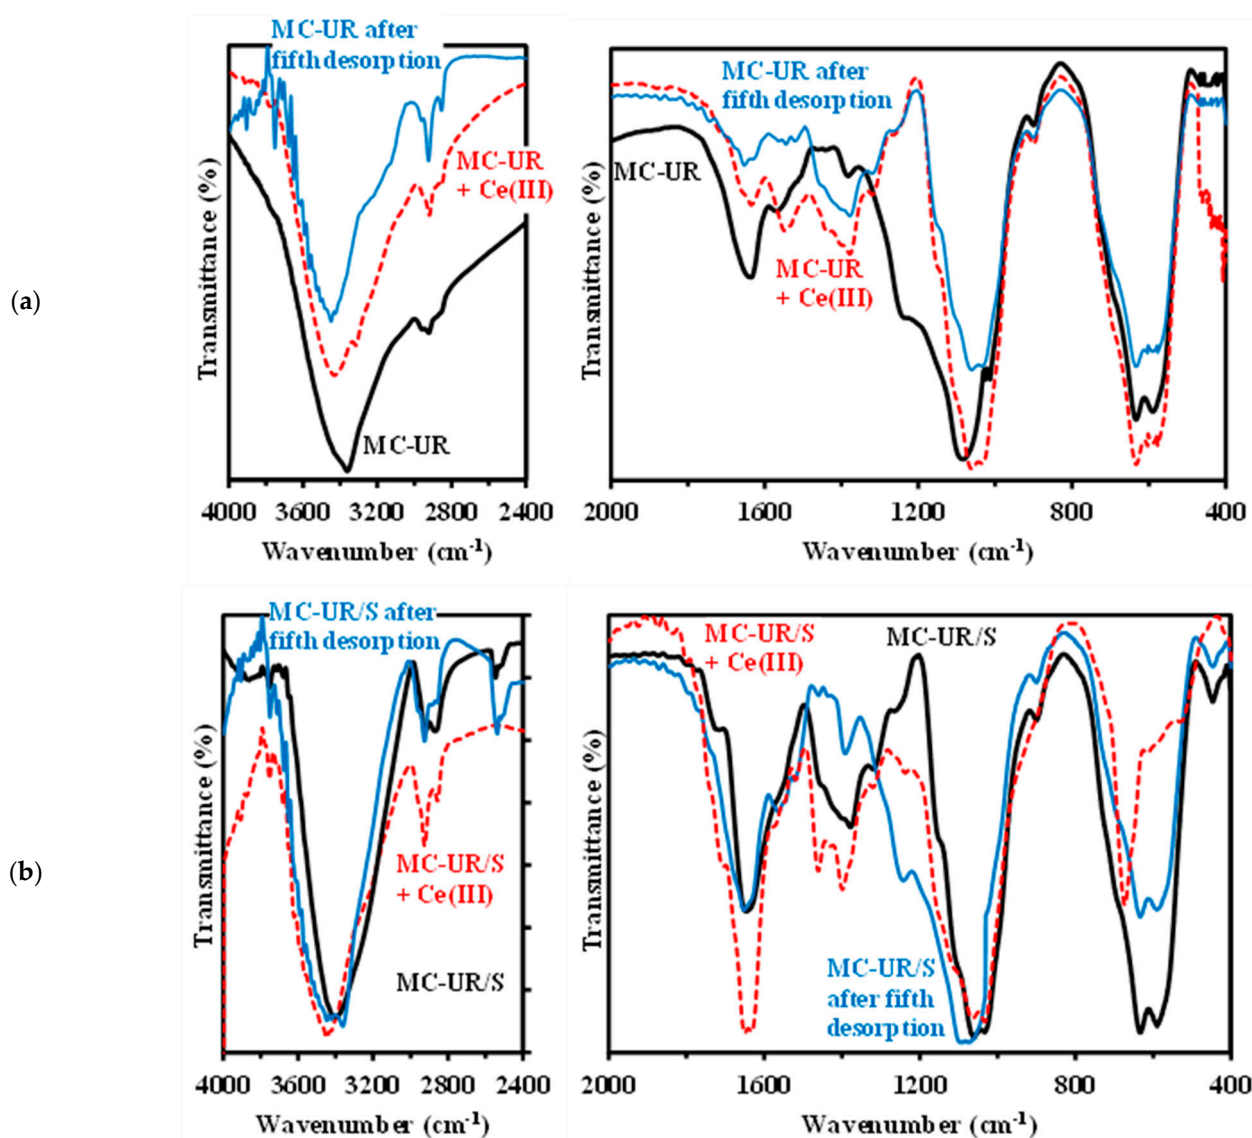 (a)
MC-UR after
fifth desorption
MC-UR
+ Ce(III)
MC-UR
Transmittance (%)
4000 3600 3200 2800 2400
Wavenumber (cm-1)
MC-UR after
fifth desorption
MC-UR
MC-UR
+ Ce(III)
Transmittance (%)
2000 1600 1200 800 400
Wavenumber (cm-1)
(b)
MC-UR/S after
fifth desorption
MC-UR/S
+ Ce(III)
MC-UR/S
Transmittance (%)
4000 3600 3200 2800 2400
Wavenumber (cm-1)
MC-UR/S
+ Ce(III)
MC-UR/S
MC-UR/S
after fifth
desorption
Transmittance (%)
2000 1600 1200 800 400
Wavenumber (cm-1)